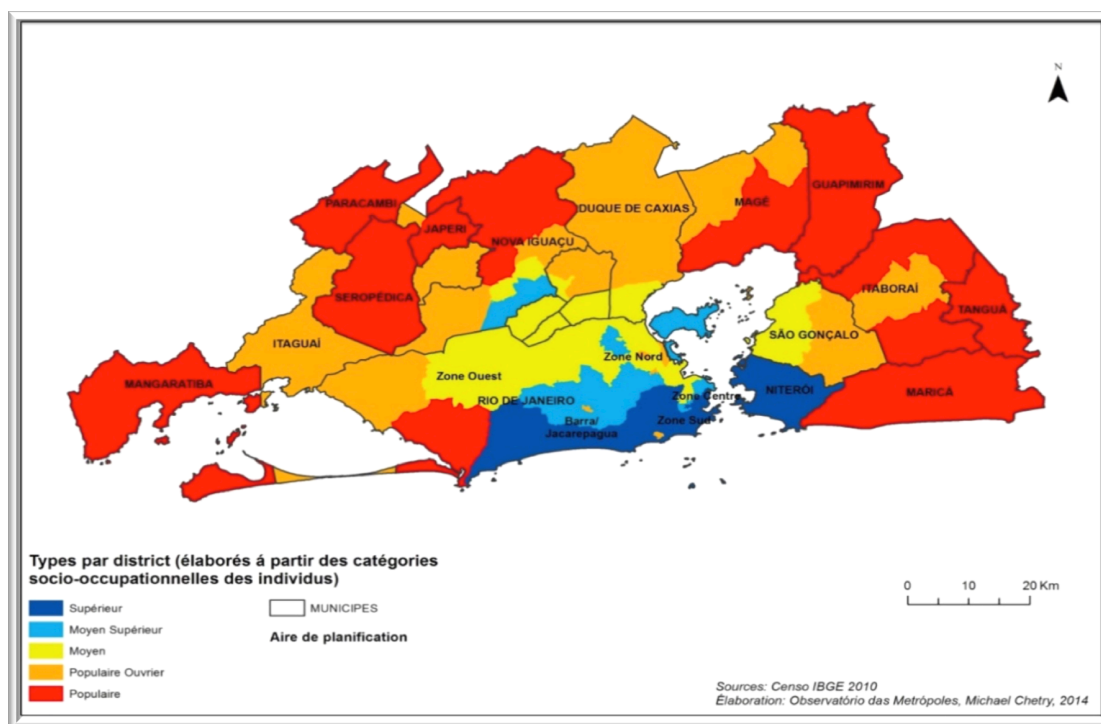 N
PARACAMBI
JAPERI
NOVA IGUAÇU
DUQUE DE CAXIAS
MAGÉ
GUAPIMIRIM
SEROPÉDICA
ITABORAÍ
TANGUÁ
ITAGUAÍ
SÃO GONÇALO
MANGARATIBA
Zone Ouest
Zone Nord
RIO DE JANEIRO
Zone Centre
NITERÓI
MARICÁ
Barra/
Jacarepagua
Zone Sud
Types par district (élaborés á partir des catégories
socio-occupationnelles des individus)
Supérieur
Moyen Supérieur
Moyen
Populaire Ouvrier
Populaire
MUNICIPES
Aire de planification
0 10 20 Km
Sources: Censo IBGE 2010
Élaboration: Observatório das Metrópoles, Michael Chetry, 2014